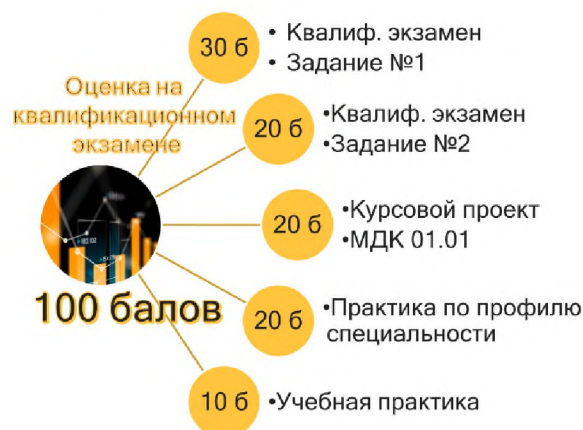 Оценка на
квалификационном
экзамене
100 балов
30 б
• Квалиф. экзамен
• Задание №1
20 б
•Квалиф. экзамен
•Задание №2
20 б
•Курсовой проект
•МДК 01.01
20 б
•Практика по профилю
специальности
10 б
•Учебная практика